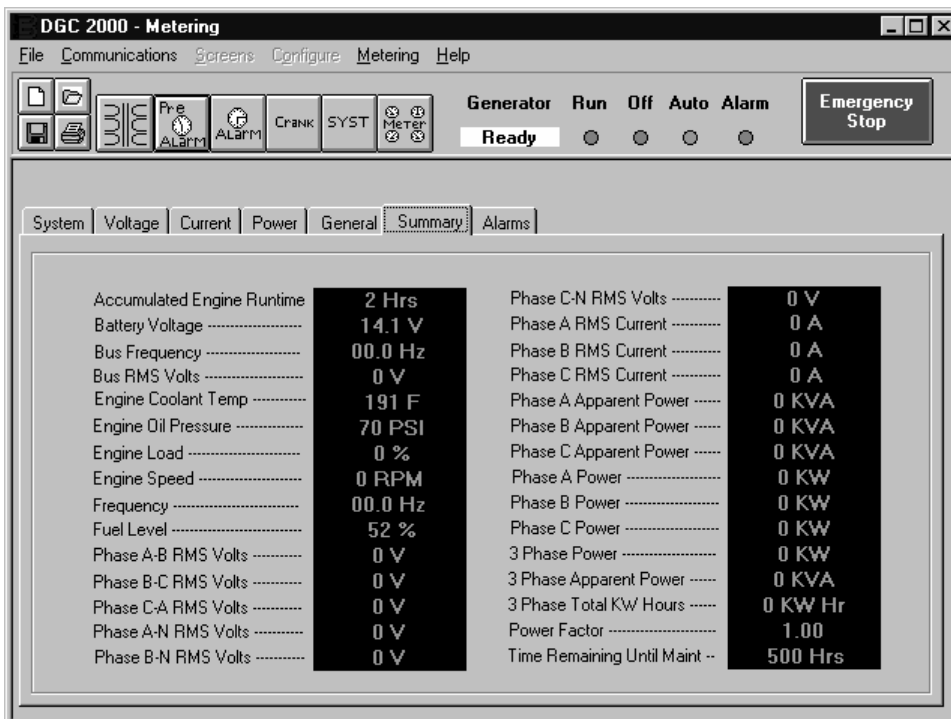 DGC 2000 - Metering
File Communications Screens Configure Metering Help
Pre ALarm
ALarm
Crank
SYST
Meter
Generator Run Off Auto Alarm
Ready
Emergency Stop
System Voltage Current Power General Summary Alarms
Accumulated Engine Runtime 2 Hrs
Battery Voltage -------------------- 14.1 V
Bus Frequency -------------------- 00.0 Hz
Bus RMS Volts -------------------- 0 V
Engine Coolant Temp ----------- 191 F
Engine Oil Pressure --------------- 70 PSI
Engine Load ----------------------- 0 %
Engine Speed --------------------- 0 RPM
Frequency ------------------------- 00.0 Hz
Fuel Level --------------------------- 52 %
Phase A-B RMS Volts ---------- 0 V
Phase B-C RMS Volts ---------- 0 V
Phase C-A RMS Volts ---------- 0 V
Phase A-N RMS Volts ---------- 0 V
Phase B-N RMS Volts ---------- 0 V
Phase C-N RMS Volts ---------- 0 V
Phase A RMS Current ---------- 0 A
Phase B RMS Current ---------- 0 A
Phase C RMS Current ---------- 0 A
Phase A Apparent Power ------ 0 KVA
Phase B Apparent Power ------ 0 KVA
Phase C Apparent Power ------ 0 KVA
Phase A Power -------------------- 0 KW
Phase B Power -------------------- 0 KW
Phase C Power -------------------- 0 KW
3 Phase Power -------------------- 0 KW
3 Phase Apparent Power ------ 0 KVA
3 Phase Total KW Hours ------ 0 KW Hr
Power Factor ----------------------- 1.00
Time Remaining Until Maint -- 500 Hrs